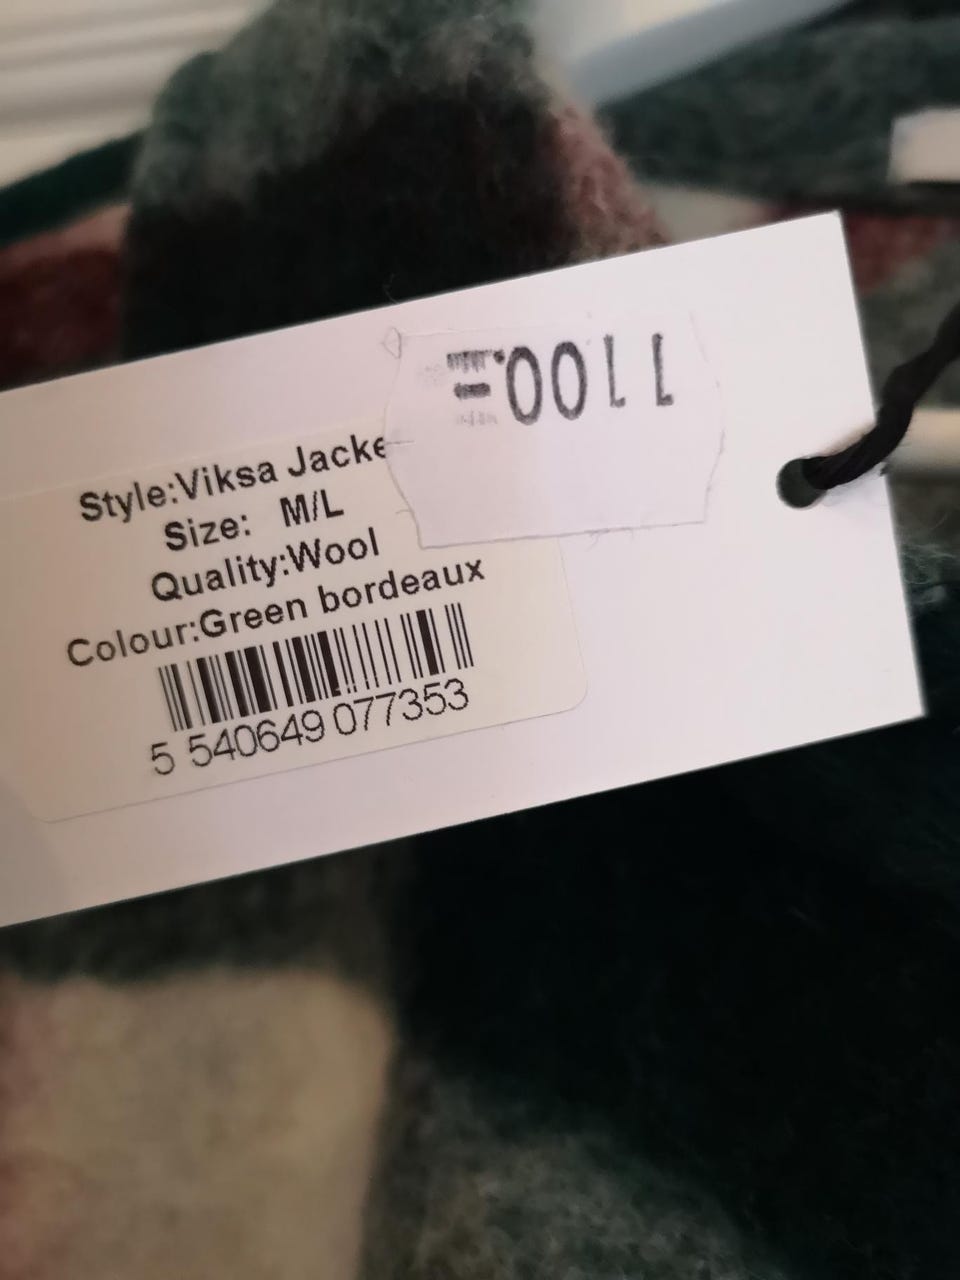 1100.=
Style:Viksa Jacke
Size: M/L
Quality:Wool
Colour:Green bordeaux
5 540649 077353